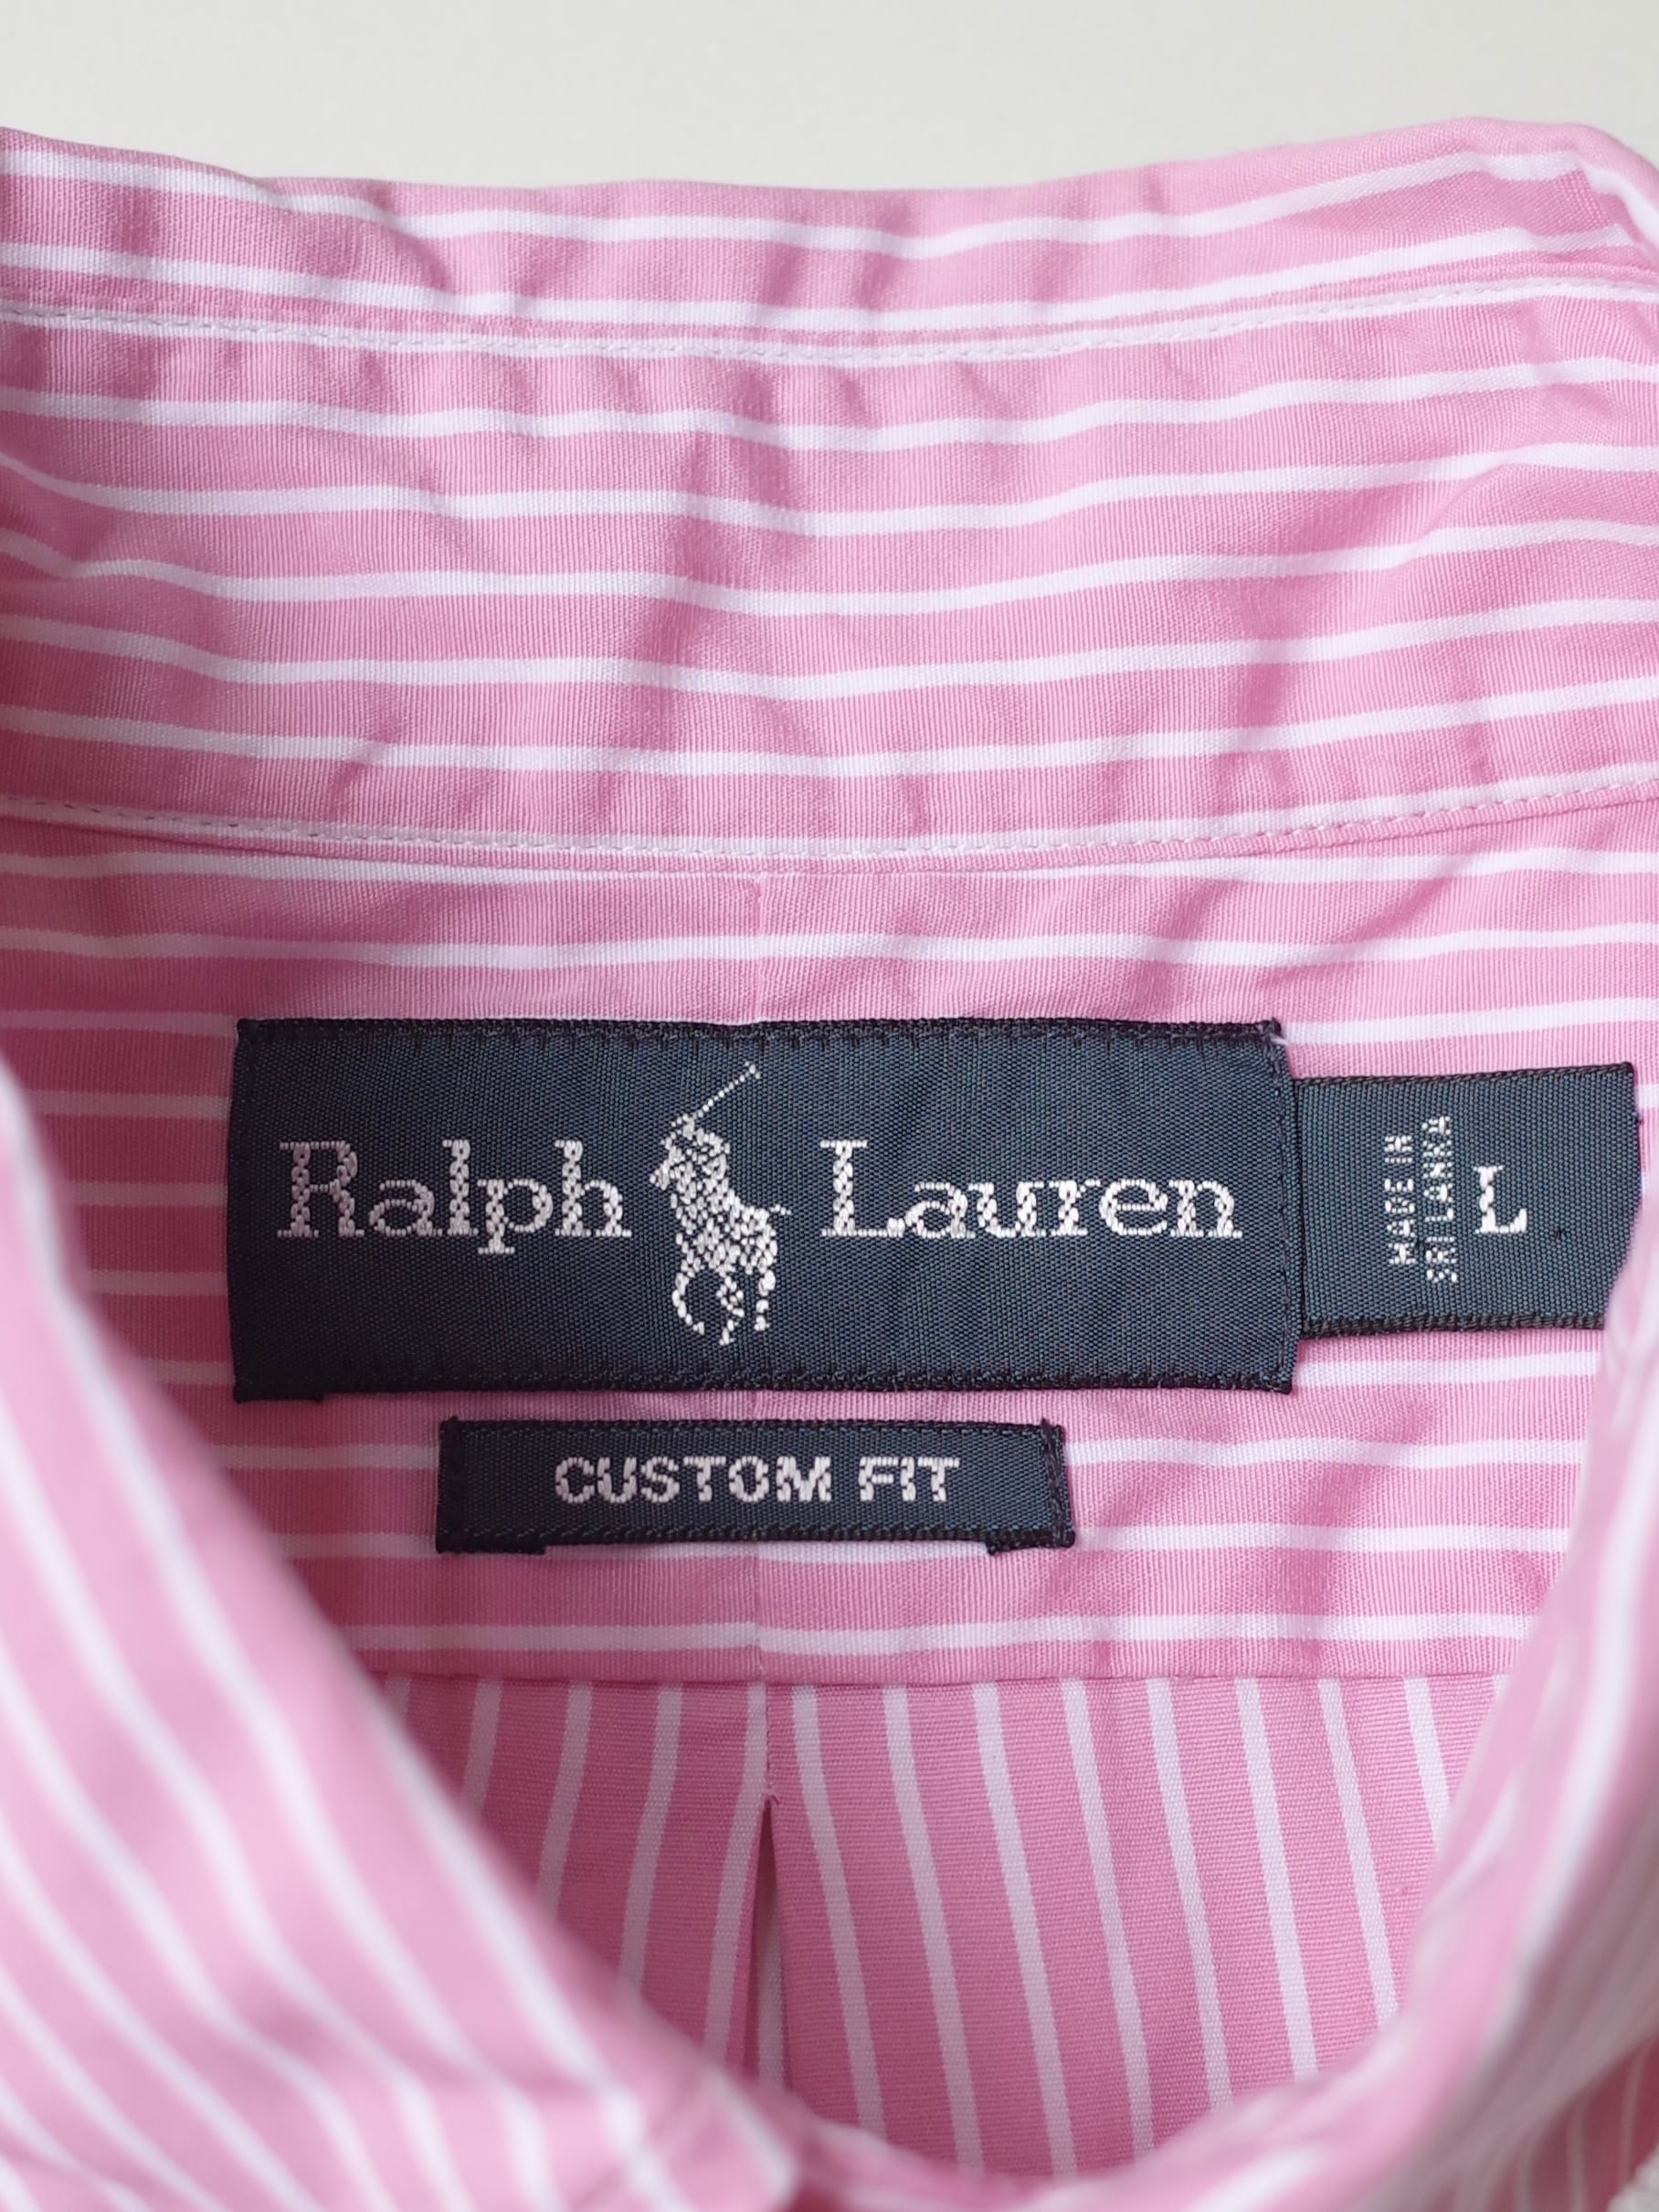 Ralph Lauren
MADE IN
SRI LANKA
L
CUSTOM FIT